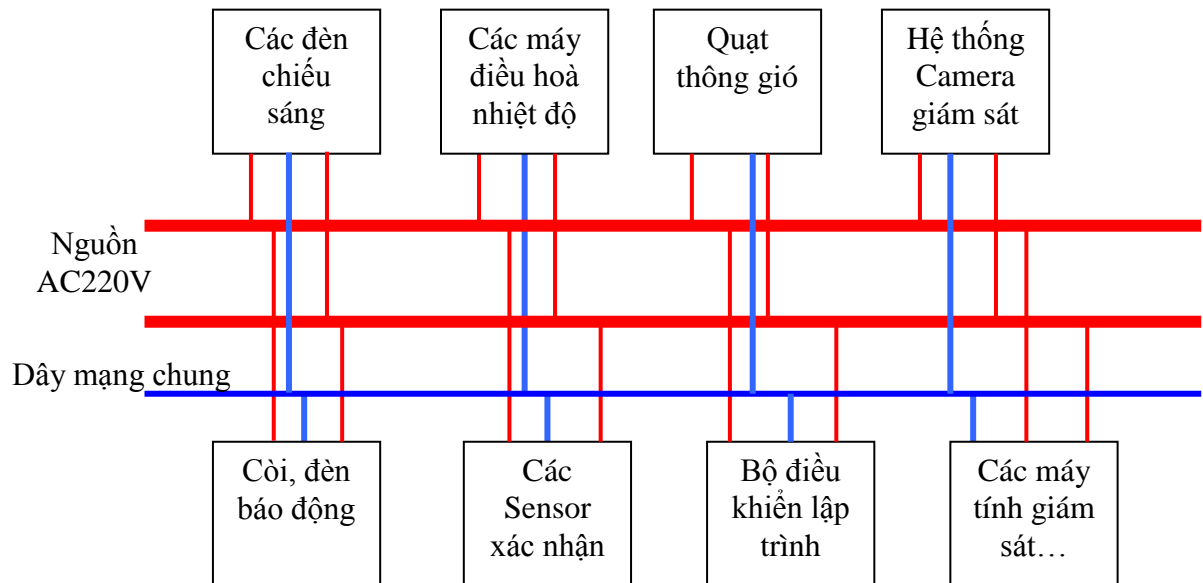 Các đèn
chiếu
sáng
Các máy
điều hoà
nhiệt độ
Quạt
thông gió
Hệ thống
Camera
giám sát
Nguồn
AC220V
Dây mạng chung
Còi, đèn
báo động
Các
Sensor
xác nhận
Bộ điều
khiển lập
trình
Các máy
tính giám
sát…